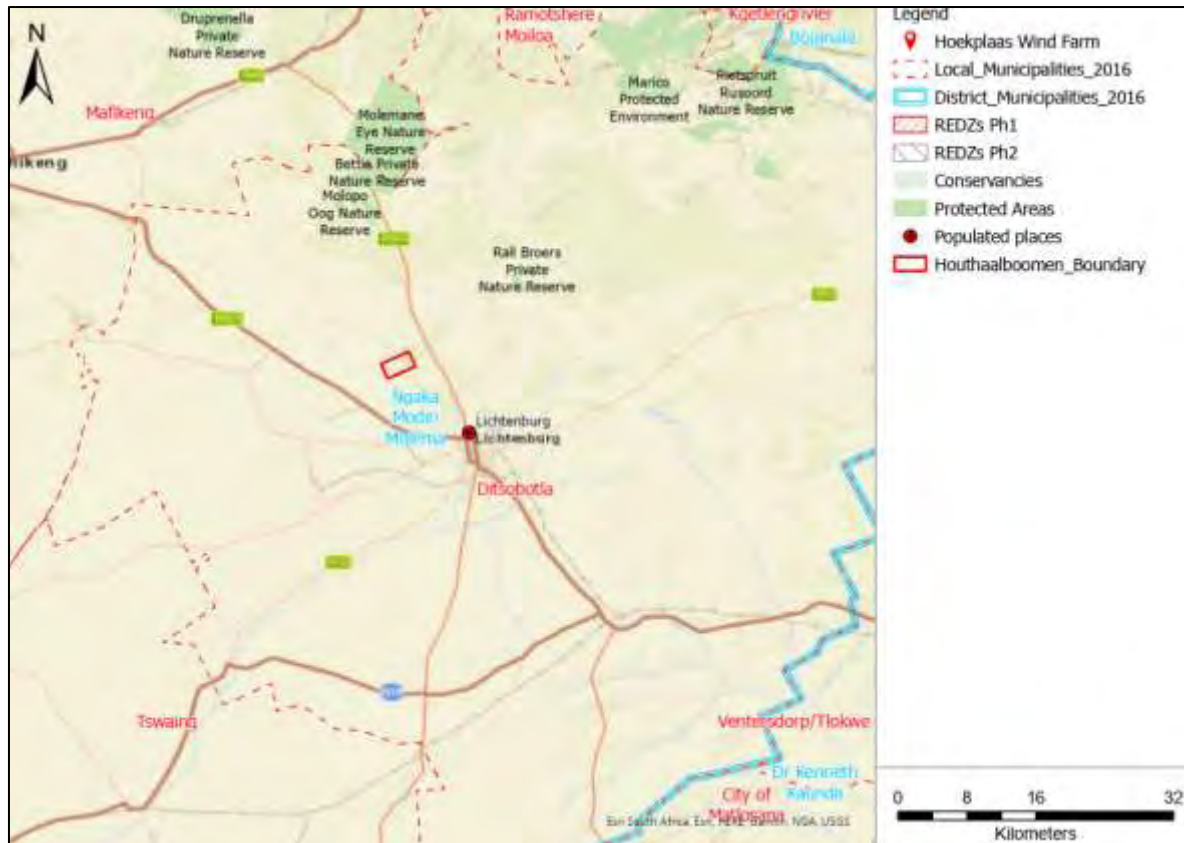 N
Druprenella
Private
Nature Reserve
Ramotshere
Moiloa
Kgetlengrivier
Bojanala
Marico
Protected
Environment
Rietspruit
Rusoord
Nature Reserve
Mafikeng
ikeng
Molemane
Eye Nature
Reserve
Bettie Private
Nature Reserve
Molopo
Oog Nature
Reserve
Rall Broers
Private
Nature Reserve
Ngaka
Modiri
Lichtenburg
Lichtenburg
Ditsobotla
Tswaing
Ventersdorp/Tlokwe
Dr Kenneth
Kaunda
City of
Matlosana
Esri South Africa, Esri, HERE, Garmin, NGA, USGS
Legend
Hoekplaas Wind Farm
Local_Municipalities_2016
District_Municipalities_2016
REDZs Ph1
REDZs Ph2
Conservancies
Protected Areas
Populated places
Houthaalboomen_Boundary
0 8 16 32
Kilometers